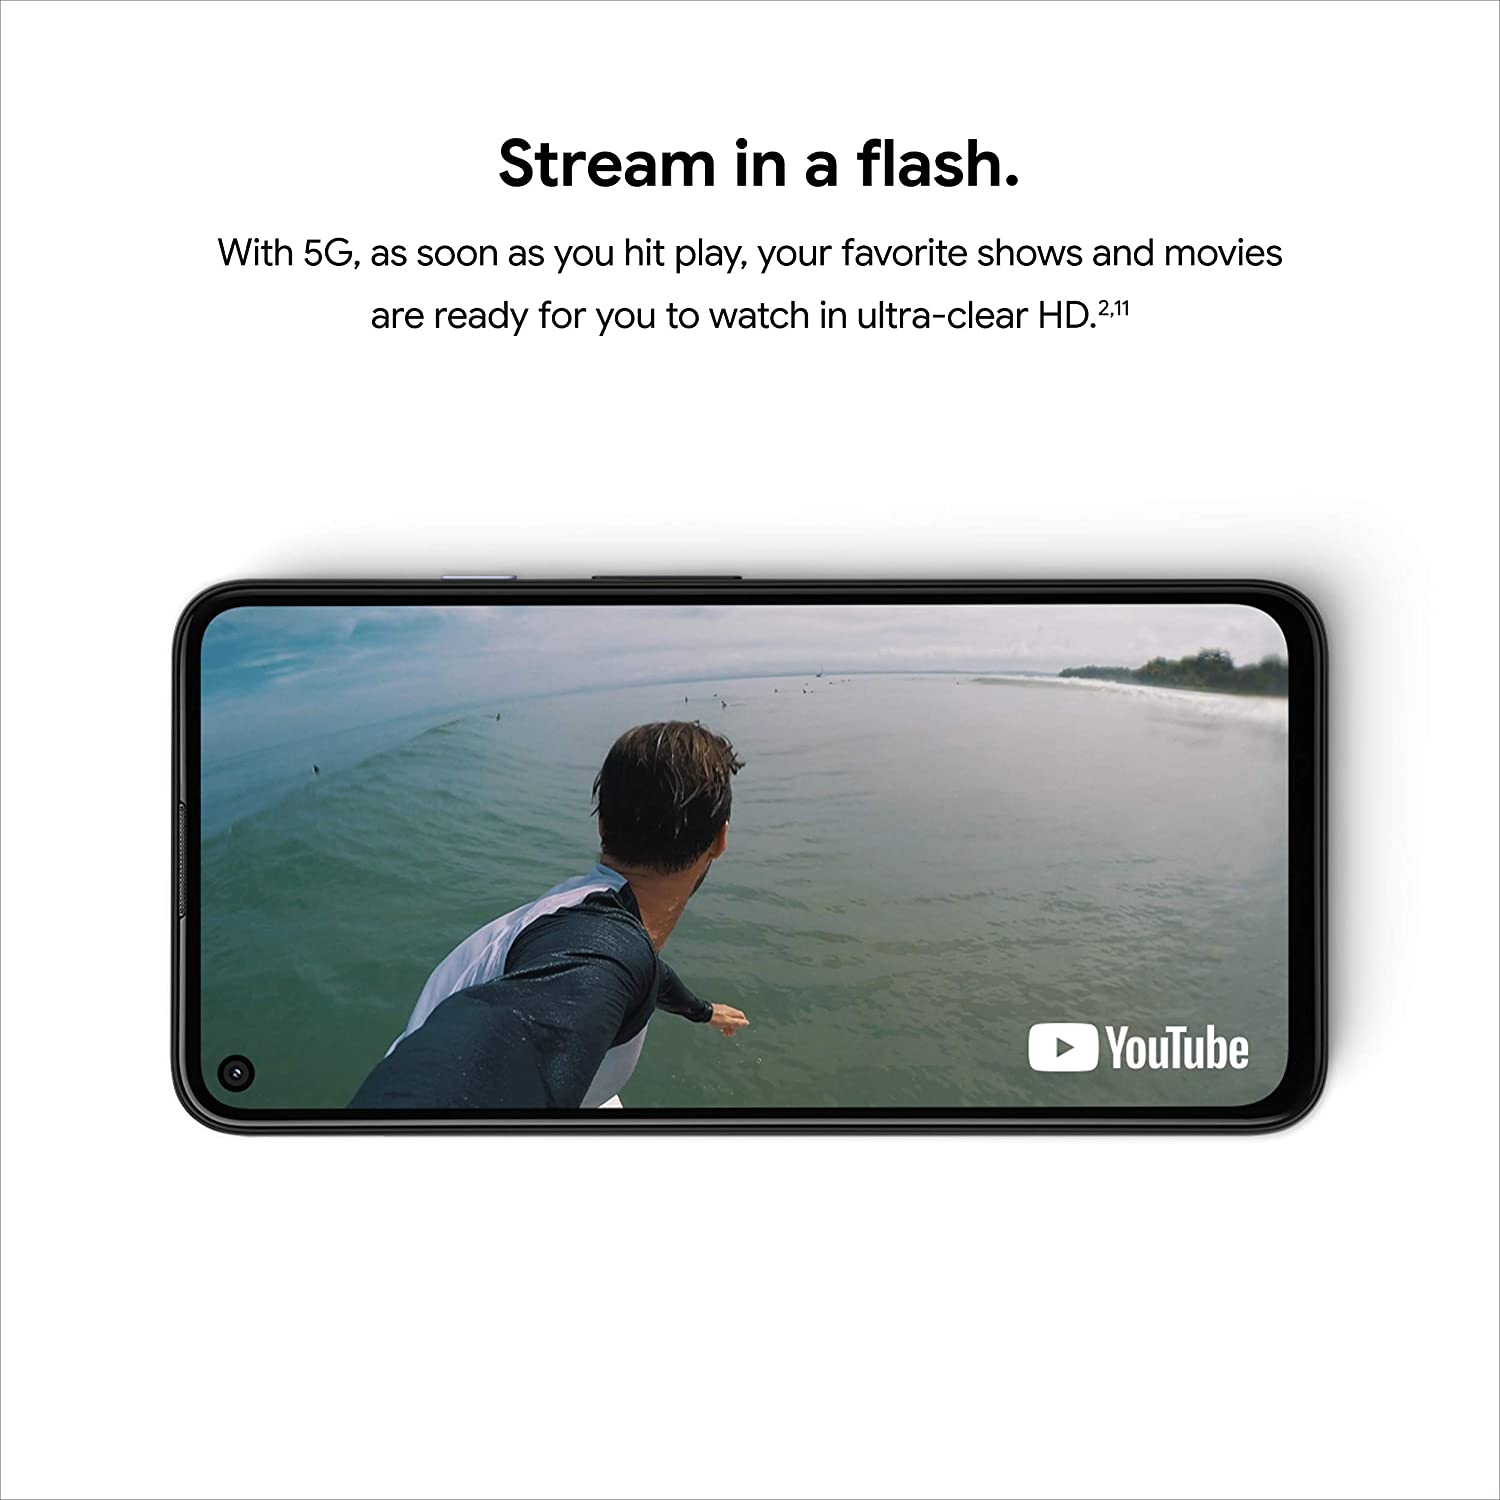 Stream in a flash.
With 5G, as soon as you hit play, your favorite shows and movies
are ready for you to watch in ultra-clear HD.2,11
YouTube